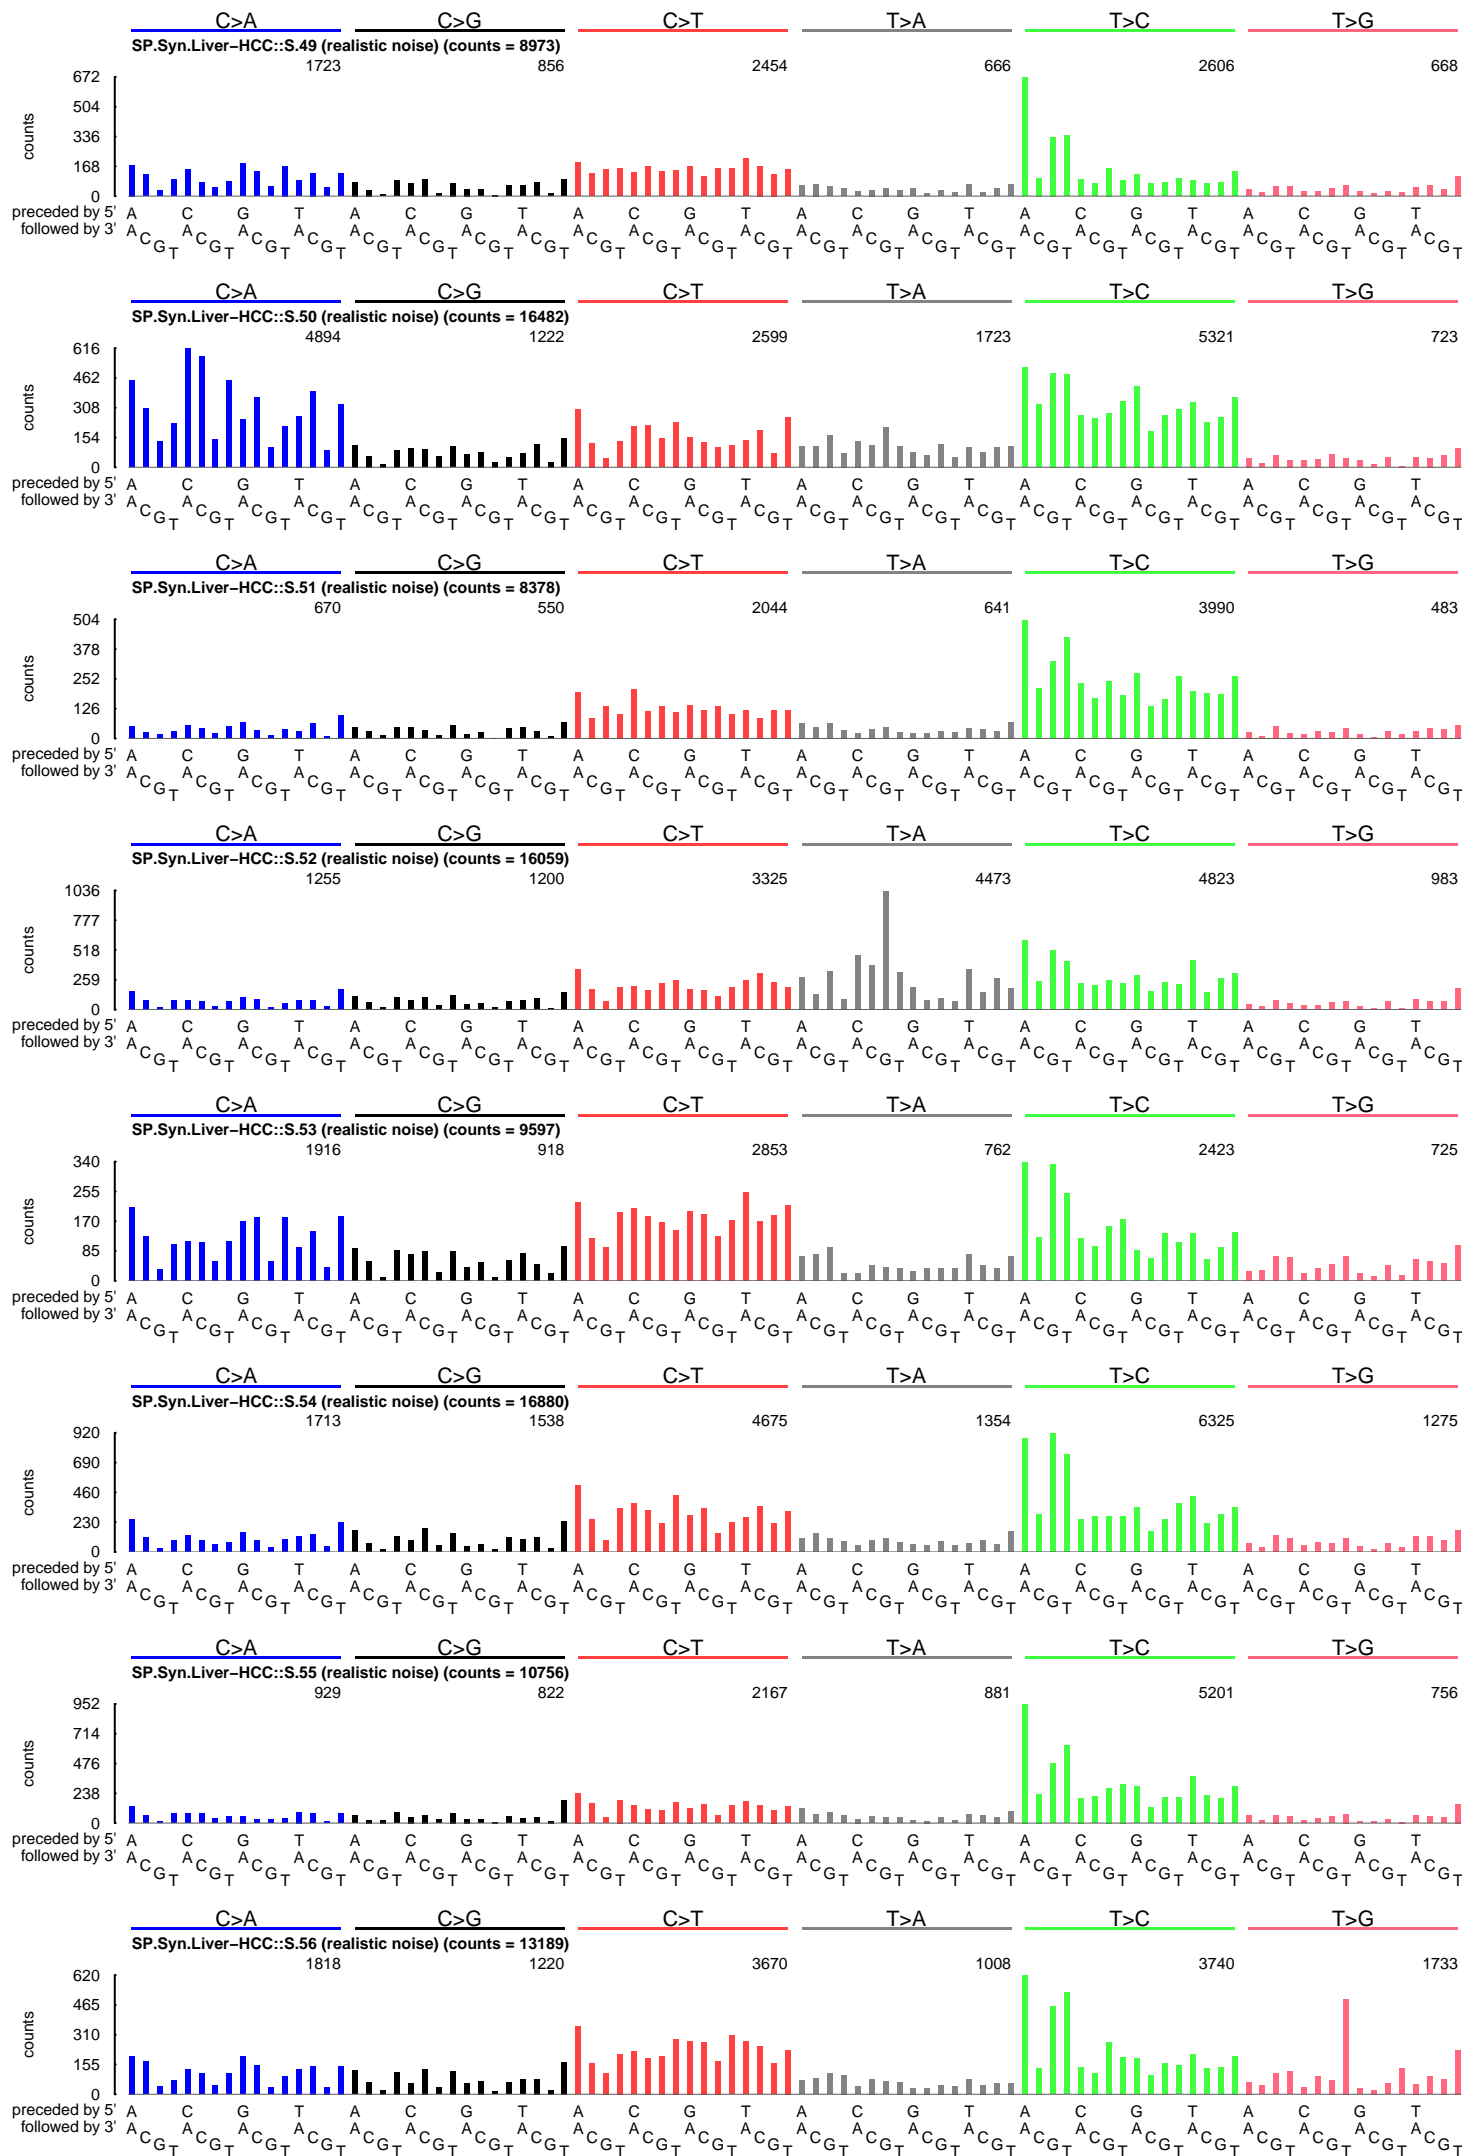 C>A C>G C>T T>A T>C T>G
SP.Syn.Liver−HCC::S.49 (realistic noise) (counts = 8973)
1723 856 2454 666 2606 668
672
504
336
168
0
counts
preceded by 5' A C G T A C G T A C G T A C G T A C G T A C G T
followed by 3' A C G T A C G T A C G T A C G T A C G T A C G T A C G T A C G T A C G T A C G T A C G T A C G T A C G T A C G T A C G T A C G T A C G T A C G T A C G T A C G T A C G T A C G T A C G T A C G T
C>A C>G C>T T>A T>C T>G
SP.Syn.Liver−HCC::S.50 (realistic noise) (counts = 16482)
4894 1222 2599 1723 5321 723
616
462
308
154
0
counts
preceded by 5' A C G T A C G T A C G T A C G T A C G T A C G T
followed by 3' A C G T A C G T A C G T A C G T A C G T A C G T A C G T A C G T A C G T A C G T A C G T A C G T A C G T A C G T A C G T A C G T A C G T A C G T A C G T A C G T A C G T A C G T A C G T A C G T
C>A C>G C>T T>A T>C T>G
SP.Syn.Liver−HCC::S.51 (realistic noise) (counts = 8378)
670 550 2044 641 3990 483
504
378
252
126
0
counts
preceded by 5' A C G T A C G T A C G T A C G T A C G T A C G T
followed by 3' A C G T A C G T A C G T A C G T A C G T A C G T A C G T A C G T A C G T A C G T A C G T A C G T A C G T A C G T A C G T A C G T A C G T A C G T A C G T A C G T A C G T A C G T A C G T A C G T
C>A C>G C>T T>A T>C T>G
SP.Syn.Liver−HCC::S.52 (realistic noise) (counts = 16059)
1255 1200 3325 4473 4823 983
1036
777
518
259
0
counts
preceded by 5' A C G T A C G T A C G T A C G T A C G T A C G T
followed by 3' A C G T A C G T A C G T A C G T A C G T A C G T A C G T A C G T A C G T A C G T A C G T A C G T A C G T A C G T A C G T A C G T A C G T A C G T A C G T A C G T A C G T A C G T A C G T A C G T
C>A C>G C>T T>A T>C T>G
SP.Syn.Liver−HCC::S.53 (realistic noise) (counts = 9597)
1916 918 2853 762 2423 725
340
255
170
85
0
counts
preceded by 5' A C G T A C G T A C G T A C G T A C G T A C G T
followed by 3' A C G T A C G T A C G T A C G T A C G T A C G T A C G T A C G T A C G T A C G T A C G T A C G T A C G T A C G T A C G T A C G T A C G T A C G T A C G T A C G T A C G T A C G T A C G T A C G T
C>A C>G C>T T>A T>C T>G
SP.Syn.Liver−HCC::S.54 (realistic noise) (counts = 16880)
1713 1538 4675 1354 6325 1275
920
690
460
230
0
counts
preceded by 5' A C G T A C G T A C G T A C G T A C G T A C G T
followed by 3' A C G T A C G T A C G T A C G T A C G T A C G T A C G T A C G T A C G T A C G T A C G T A C G T A C G T A C G T A C G T A C G T A C G T A C G T A C G T A C G T A C G T A C G T A C G T A C G T
C>A C>G C>T T>A T>C T>G
SP.Syn.Liver−HCC::S.55 (realistic noise) (counts = 10756)
929 822 2167 881 5201 756
952
714
476
238
0
counts
preceded by 5' A C G T A C G T A C G T A C G T A C G T A C G T
followed by 3' A C G T A C G T A C G T A C G T A C G T A C G T A C G T A C G T A C G T A C G T A C G T A C G T A C G T A C G T A C G T A C G T A C G T A C G T A C G T A C G T A C G T A C G T A C G T A C G T
C>A C>G C>T T>A T>C T>G
SP.Syn.Liver−HCC::S.56 (realistic noise) (counts = 13189)
1818 1220 3670 1008 3740 1733
620
465
310
155
0
counts
preceded by 5' A C G T A C G T A C G T A C G T A C G T A C G T
followed by 3' A C G T A C G T A C G T A C G T A C G T A C G T A C G T A C G T A C G T A C G T A C G T A C G T A C G T A C G T A C G T A C G T A C G T A C G T A C G T A C G T A C G T A C G T A C G T A C G T